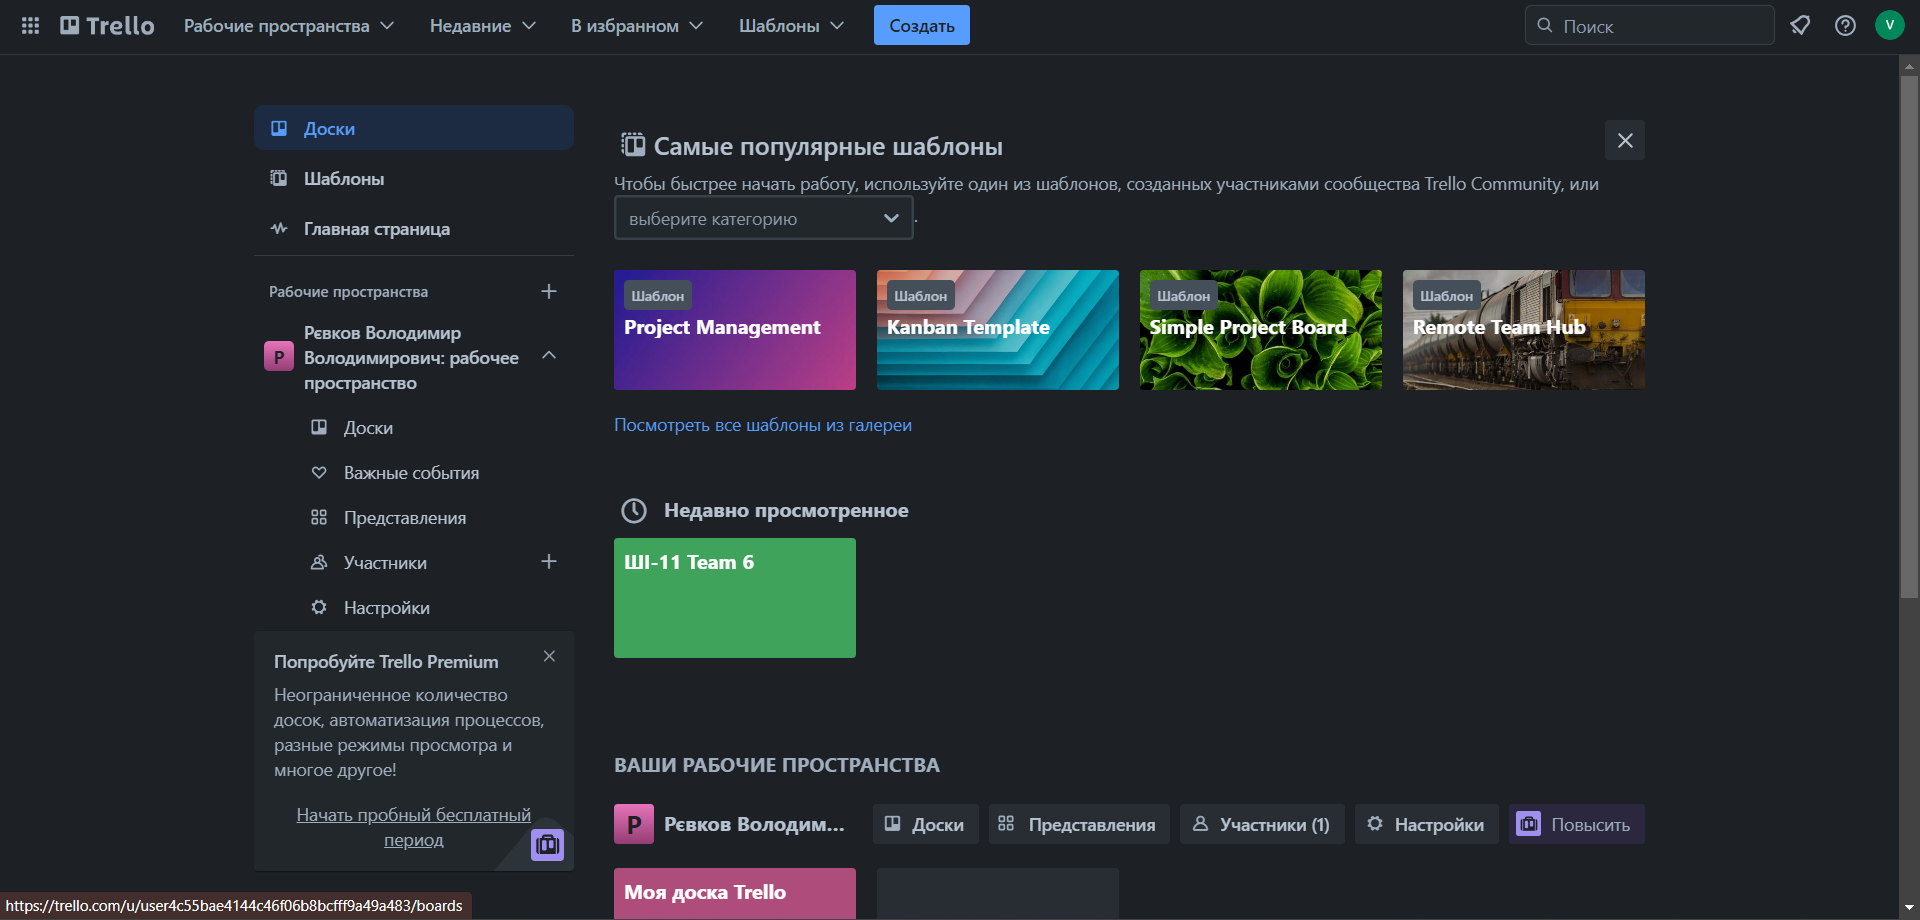 Trello
Рабочие пространства
Недавние
В избранном
Шаблоны
Создать
Поиск
V
Доски
Шаблоны
Главная страница
Рабочие пространства
Р
Рєвков Володимир
Володимирович: рабочее
пространство
Доски
Важные события
Представления
Участники
Настройки
Попробуйте Trello Premium
Неограниченное количество
досок, автоматизация процессов,
разные режимы просмотра и
многое другое!
Начать пробный бесплатный
период
Самые популярные шаблоны
Чтобы быстрее начать работу, используйте один из шаблонов, созданных участниками сообщества Trello Community, или
выберите категорию
.
Шаблон
Project Management
Шаблон
Kanban Template
Шаблон
Simple Project Board
Шаблон
Remote Team Hub
Посмотреть все шаблоны из галереи
Недавно просмотренное
ШІ-11 Team 6
ВАШИ РАБОЧИЕ ПРОСТРАНСТВА
Р
Рєвков Володим...
Доски
Представления
Участники (1)
Настройки
Повысить
Моя доска Trello
https://trello.com/u/user4c55bae4144c46f06b8bcfff9a49a483/boards